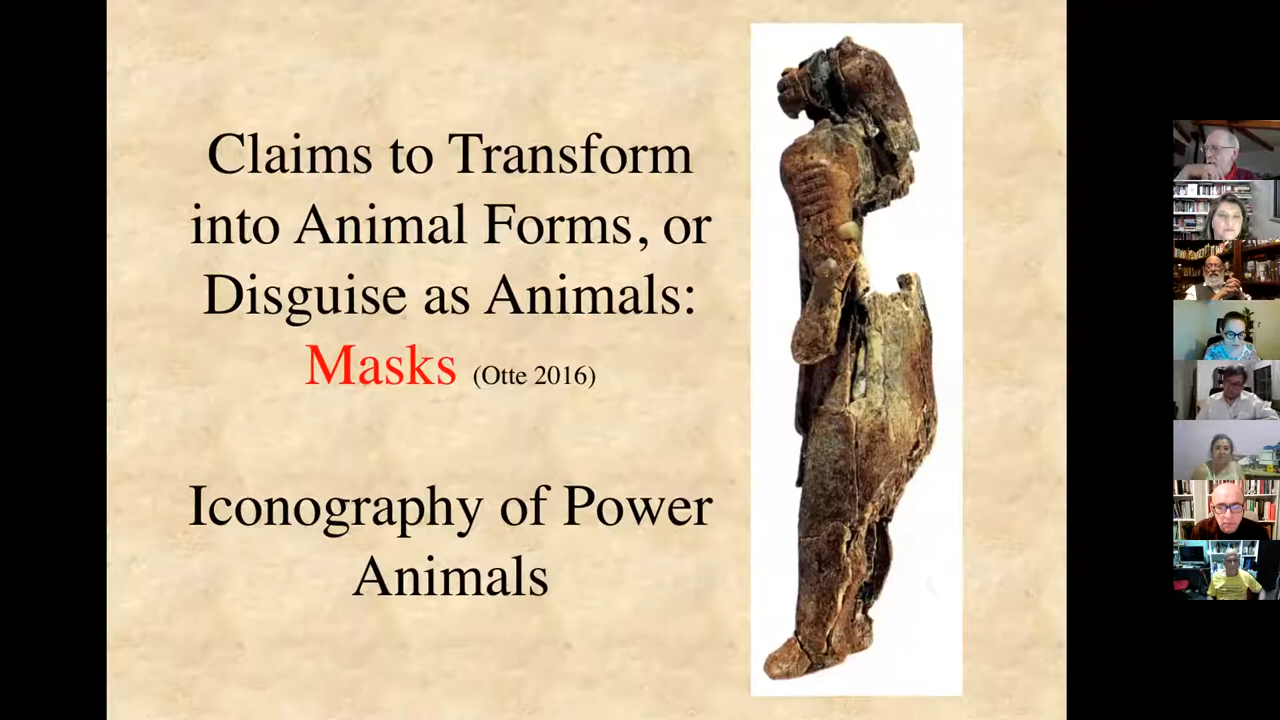 Claims to Transform
into Animal Forms, or
Disguise as Animals:
Masks (Otte 2016)
Iconography of Power
Animals